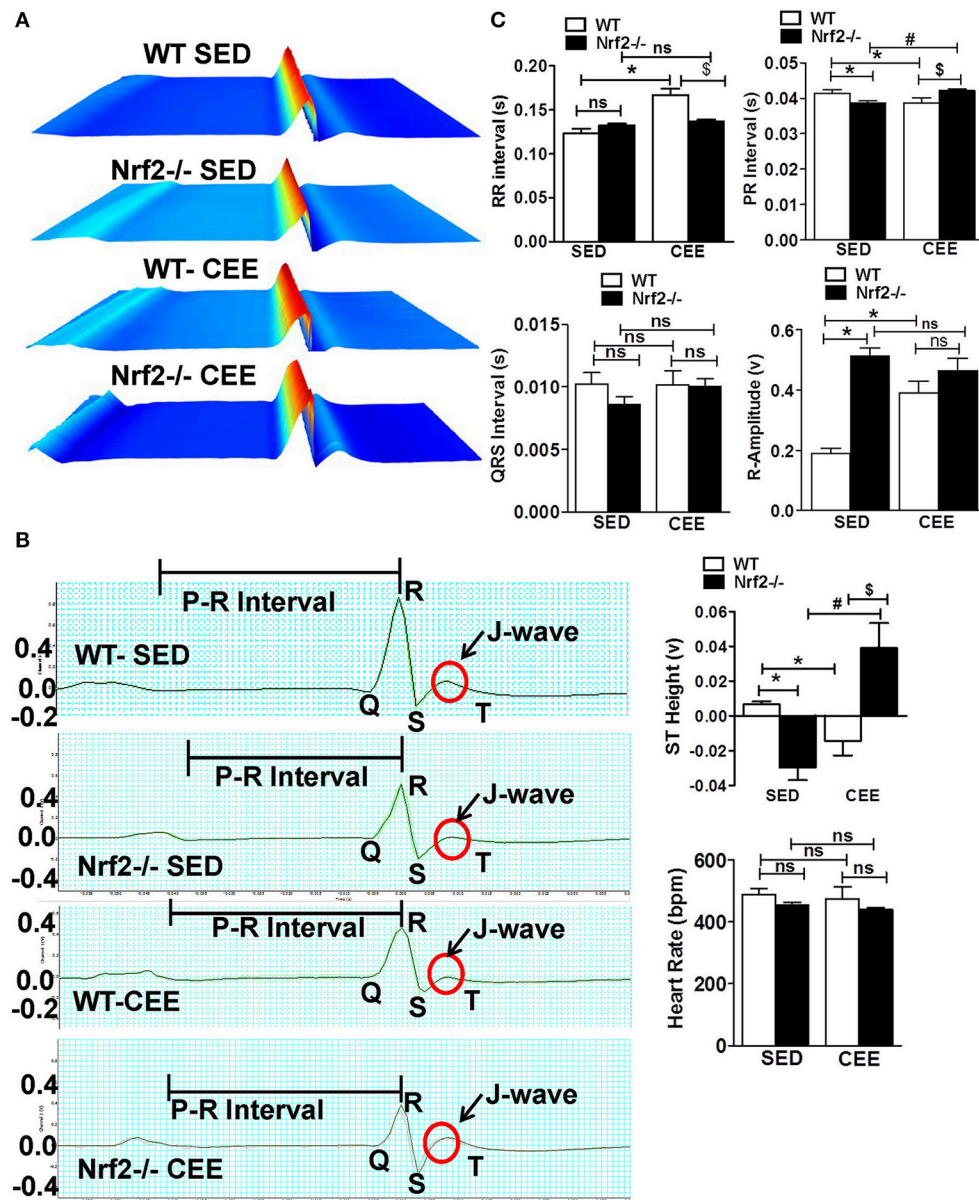 A
WT SED
Nrf2-/- SED
WT- CEE
Nrf2-/- CEE
C
WT
Nrf2-/-
RR interval (s)
0.20
0.15
0.10
0.05
0.00
ns
*
$
ns
SED
CEE
WT
Nrf2-/-
PR Interval (s)
0.05
0.04
0.03
0.02
0.01
0.00
#
*
*
$
SED
CEE
WT
Nrf2-/-
QRS Interval (s)
0.015
0.010
0.005
0.000
ns
ns
ns
ns
SED
CEE
WT
Nrf2-/-
R-Amplitude (v)
0.6
0.4
0.2
0.0
*
*
ns
ns
SED
CEE
B
P-R Interval
R
J-wave
0.4
0.0
-0.2
WT- SED
Q
S
T
P-R Interval
R
J-wave
0.4
0.0
-0.4
Nrf2-/- SED
Q
S
T
P-R Interval
R
J-wave
0.4
0.0
-0.2
WT-CEE
Q
S
T
P-R Interval
R
J-wave
0.4
0.0
-0.4
Nrf2-/- CEE
Q
S
T
WT
Nrf2-/-
ST Height (v)
0.06
0.04
0.02
0.00
-0.02
-0.04
#
$
*
*
SED
CEE
Heart Rate (bpm)
600
400
200
0
ns
ns
ns
ns
SED
CEE